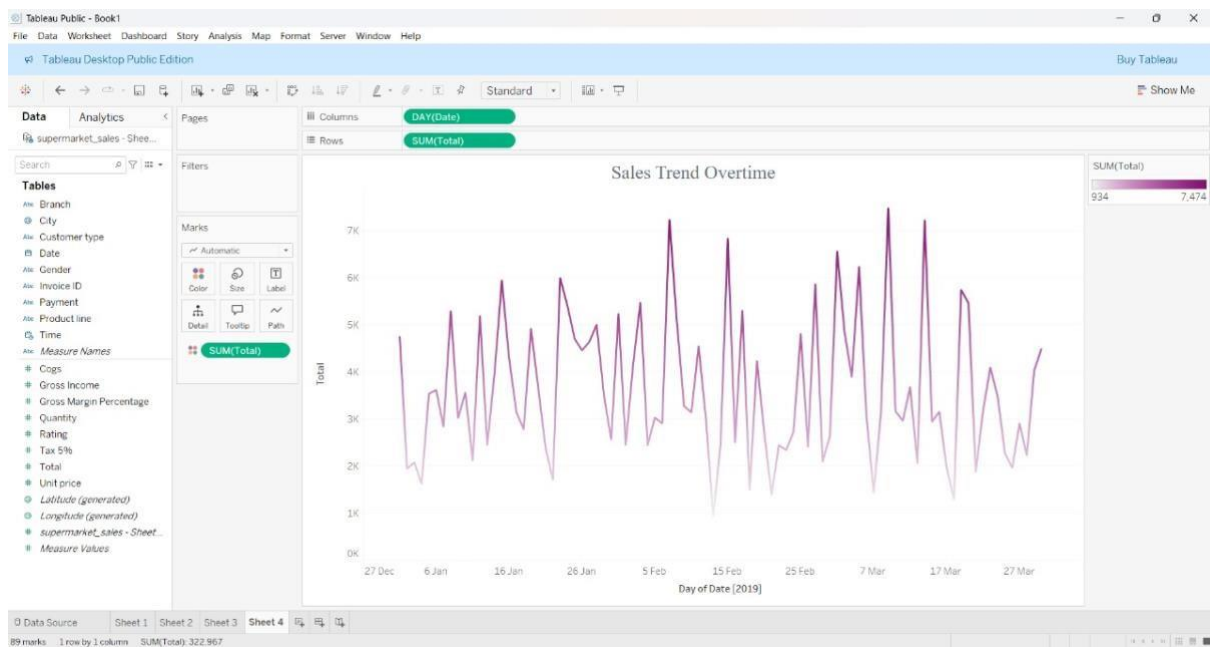 Tableau Public - Book1
File Data Worksheet Dashboard Story Analysis Map Format Server Window Help
Tableau Desktop Public Edition
Buy Tableau
Standard
Show Me
Data Analytics
supermarket_sales - Shee...
Search
Tables
Abc Branch
City
Abc Customer type
Date
Abc Gender
Abc Invoice ID
Abc Payment
Abc Product line
Time
Abc Measure Names
# Cogs
# Gross Income
# Gross Margin Percentage
# Quantity
# Rating
# Tax 5%
# Total
# Unit price
Latitude (generated)
Longitude (generated)
# supermarket_sales - Sheet...
# Measure Values
Pages
Filters
Marks
Automatic
Color Size Label
Detail Tooltip Path
SUM(Total)
Columns DAY(Date)
Rows SUM(Total)
Sales Trend Overtime
Total
7K
6K
5K
4K
3K
2K
1K
0K
27 Dec 6 Jan 16 Jan 26 Jan 5 Feb 15 Feb 25 Feb 7 Mar 17 Mar 27 Mar
Day of Date [2019]
SUM(Total)
934 7,474
Data Source Sheet 1 Sheet 2 Sheet 3 Sheet 4
89 marks 1 row by 1 column SUM(Total): 322.967